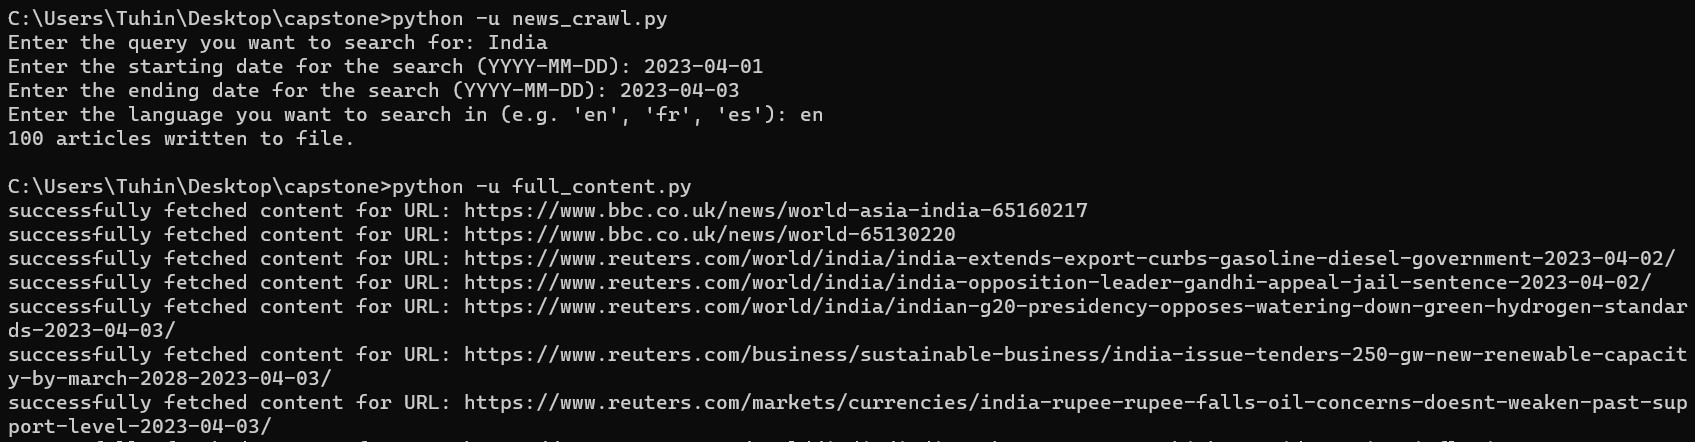 C:\Users\Tuhin\Desktop\capstone>python -u news_crawl.py
Enter the query you want to search for: India
Enter the starting date for the search (YYYY-MM-DD): 2023-04-01
Enter the ending date for the search (YYYY-MM-DD): 2023-04-03
Enter the language you want to search in (e.g. 'en', 'fr', 'es'): en
100 articles written to file.
C:\Users\Tuhin\Desktop\capstone>python -u full_content.py
successfully fetched content for URL: https://www.bbc.co.uk/news/world-asia-india-65160217
successfully fetched content for URL: https://www.bbc.co.uk/news/world-65130220
successfully fetched content for URL: https://www.reuters.com/world/india/india-extends-export-curbs-gasoline-diesel-government-2023-04-02/
successfully fetched content for URL: https://www.reuters.com/world/india/india-opposition-leader-gandhi-appeal-jail-sentence-2023-04-02/
successfully fetched content for URL: https://www.reuters.com/world/india/indian-g20-presidency-opposes-watering-down-green-hydrogen-standar
ds-2023-04-03/
successfully fetched content for URL: https://www.reuters.com/business/sustainable-business/india-issue-tenders-250-gw-new-renewable-capacit
y-by-march-2028-2023-04-03/
successfully fetched content for URL: https://www.reuters.com/markets/currencies/india-rupee-rupee-falls-oil-concerns-doesnt-weaken-past-sup
port-level-2023-04-03/